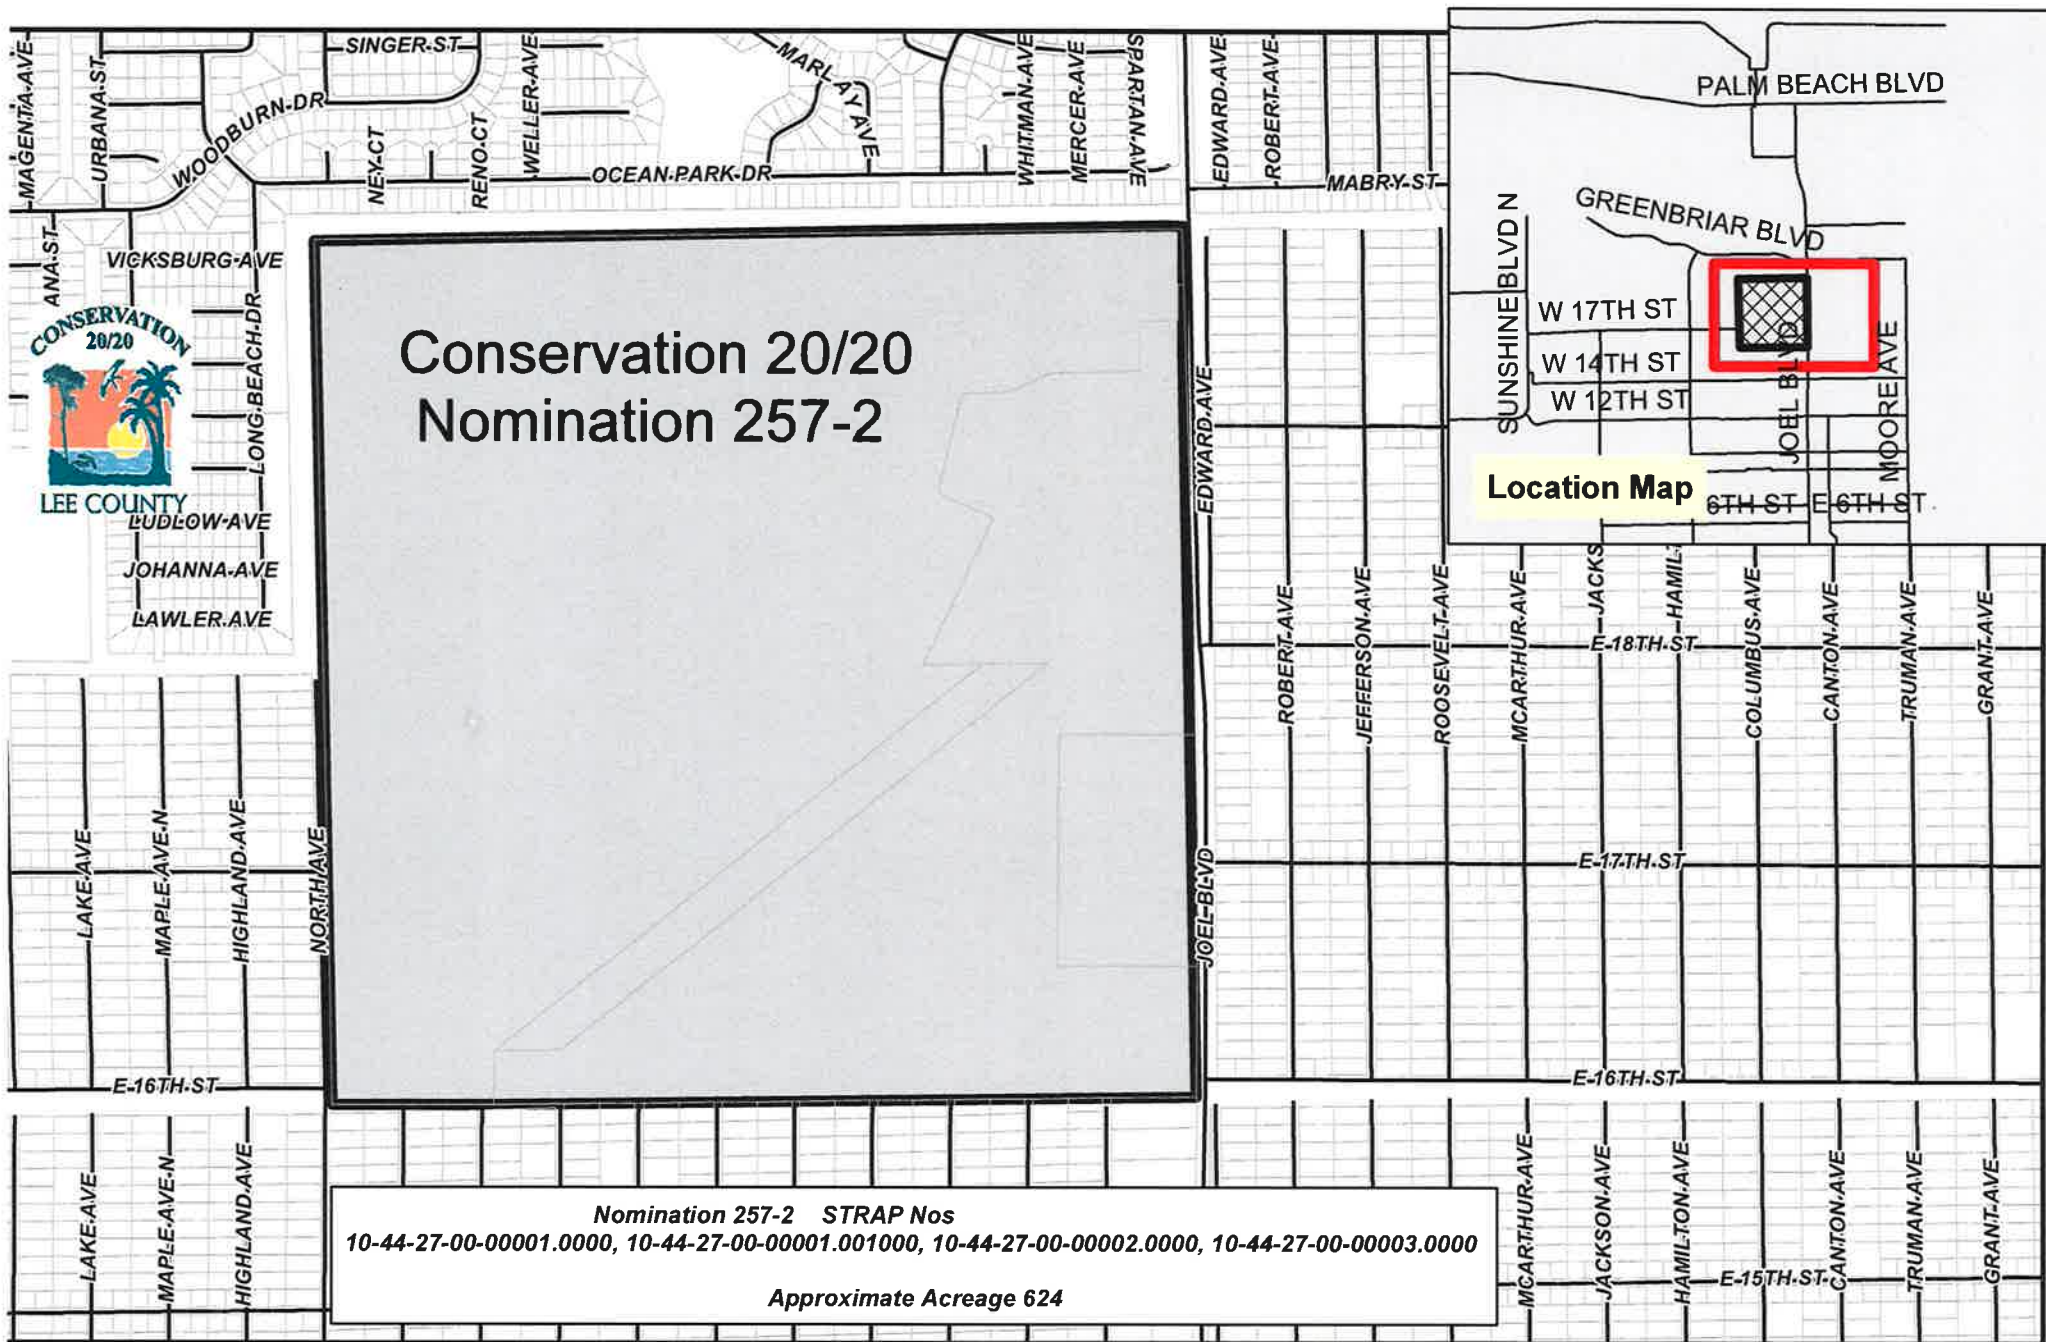 SINGER ST
MAGENTA AVE
URBANA ST
WOODBURN DR
NEY CT
RENO CT
WELLER AVE
OCEAN PARK DR
MARLAY AVE
WHITMAN AVE
MERCER AVE
SPARTAN AVE
EDWARD AVE
ROBERT AVE
MABRY ST
PALM BEACH BLVD
GREENBRIAR BLVD
SUNSHINE BLVD N
W 17TH ST
W 14TH ST
W 12TH ST
JOEL BLVD
MOORE AVE
Location Map
6TH ST
E 6TH ST
ANA ST
VICKSBURG AVE
LONG BEACH DR
CONSERVATION
20/20
LEE COUNTY
LUDLOW AVE
JOHANNA AVE
LAWLER AVE
Conservation 20/20
Nomination 257-2
EDWARD AVE
ROBERT AVE
JEFFERSON AVE
ROOSEVELT AVE
MCARTHUR AVE
JACKS
HAMIL
COLUMBUS AVE
CANTON AVE
TRUMAN AVE
GRANT AVE
E 18TH ST
LAKE AVE
MAPLE AVE N
HIGHLAND AVE
NORTH AVE
JOEL BLVD
E 17TH ST
E 16TH ST
E 16TH ST
LAKE AVE
MAPLE AVE N
HIGHLAND AVE
Nomination 257-2 STRAP Nos
10-44-27-00-00001.0000, 10-44-27-00-00001.001000, 10-44-27-00-00002.0000, 10-44-27-00-00003.0000
Approximate Acreage 624
MCARTHUR AVE
JACKSON AVE
HAMILTON AVE
E 15TH ST
CANTON AVE
TRUMAN AVE
GRANT AVE